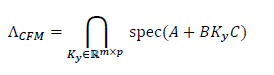 Λ_{CFM} = ⋂_{K_y∈ℝ^{m×p}} spec(A + BK_yC)